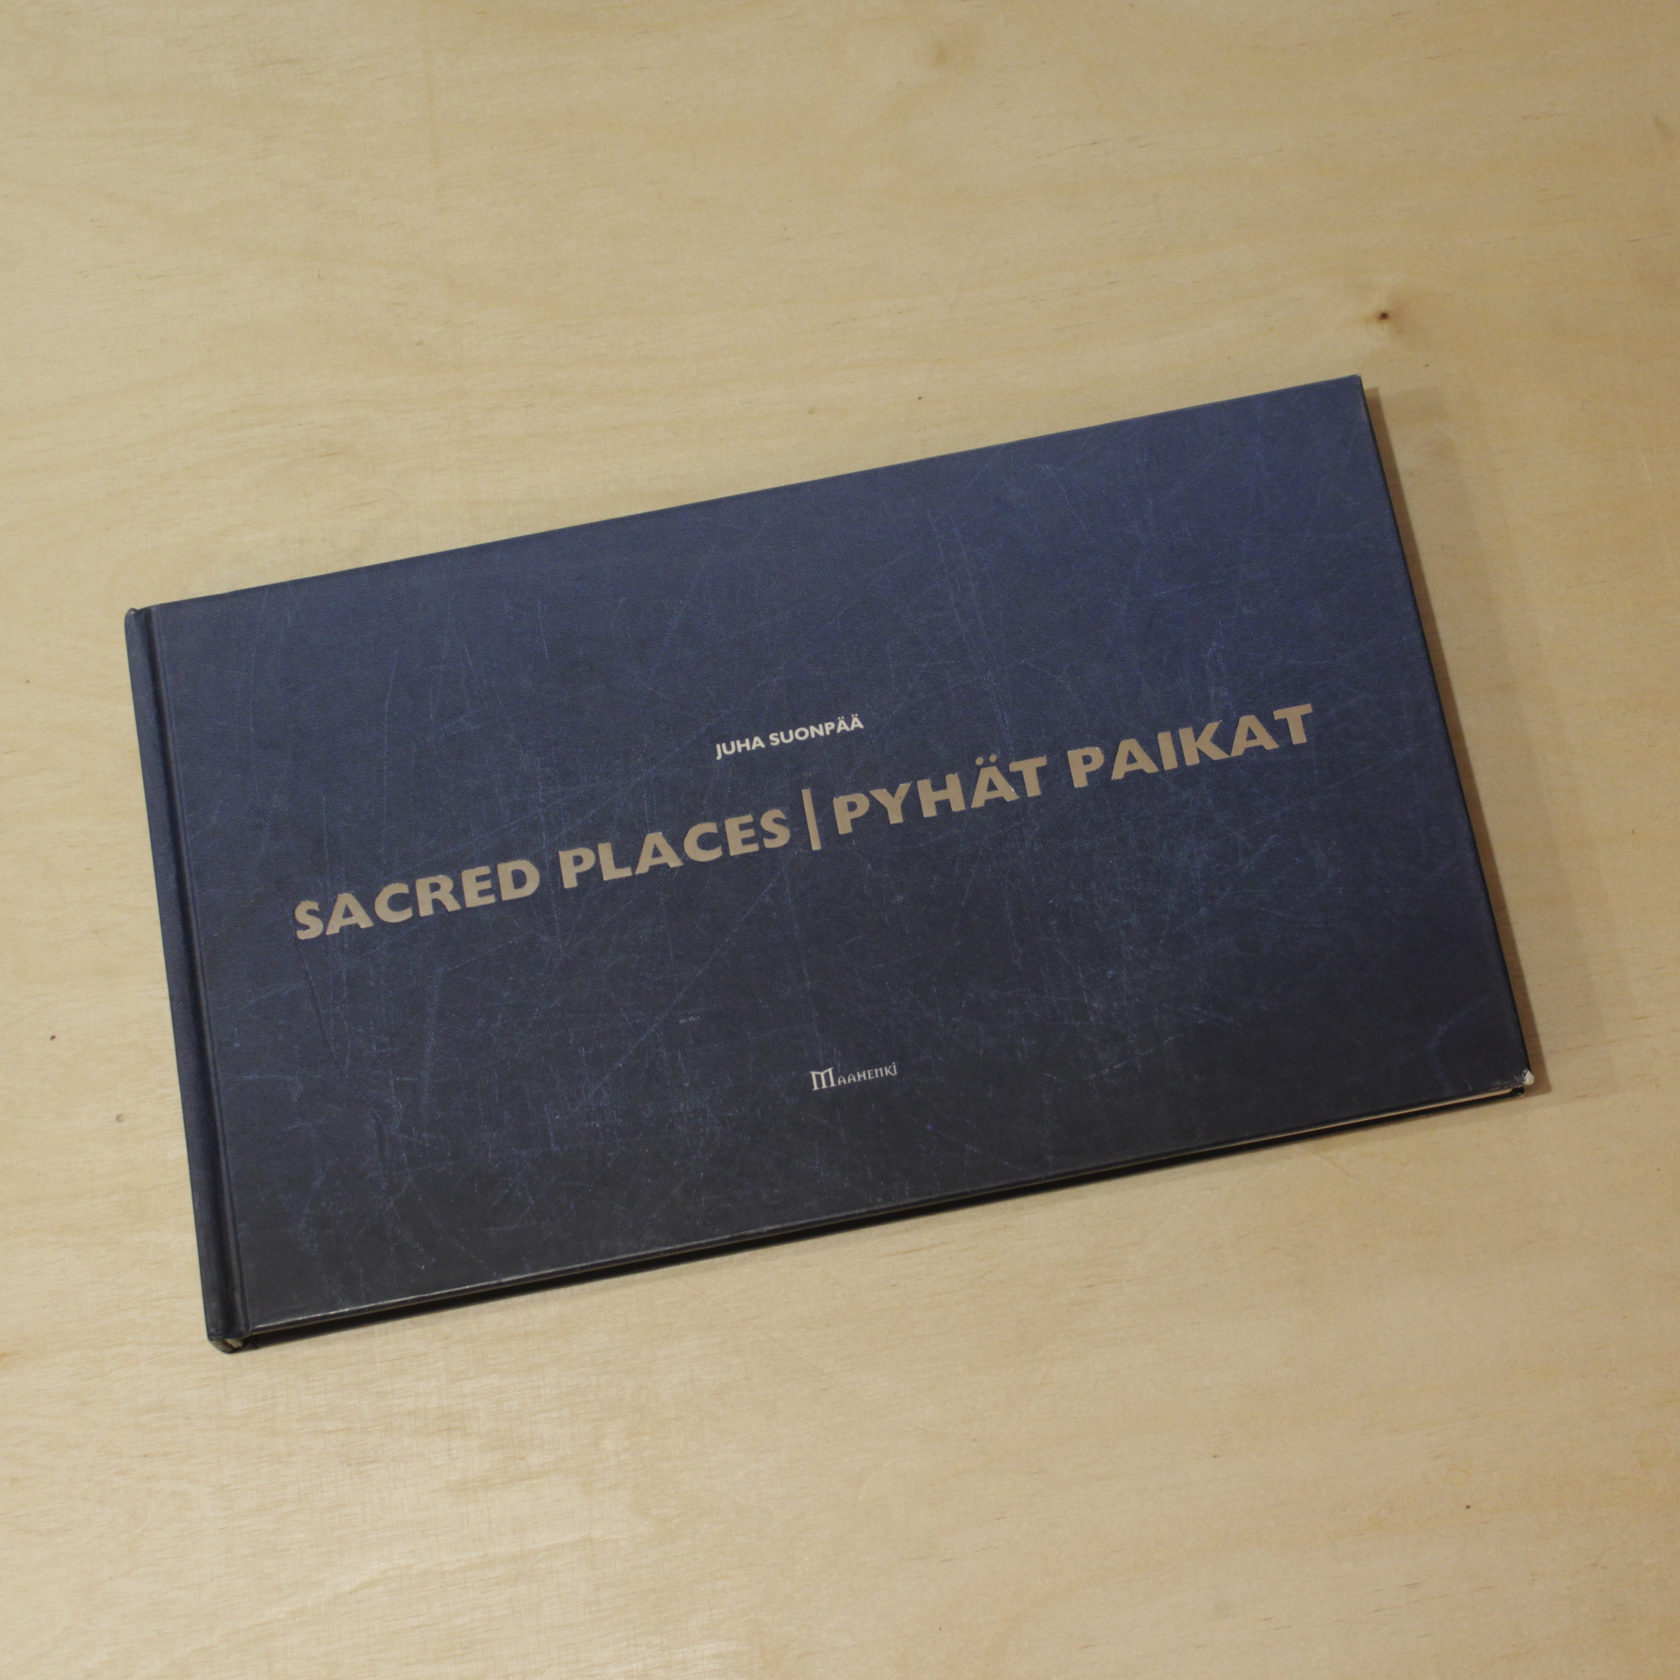 JUHA SUONPÄÄ
SACRED PLACES | PYHÄT PAIKAT
MAAHENKI